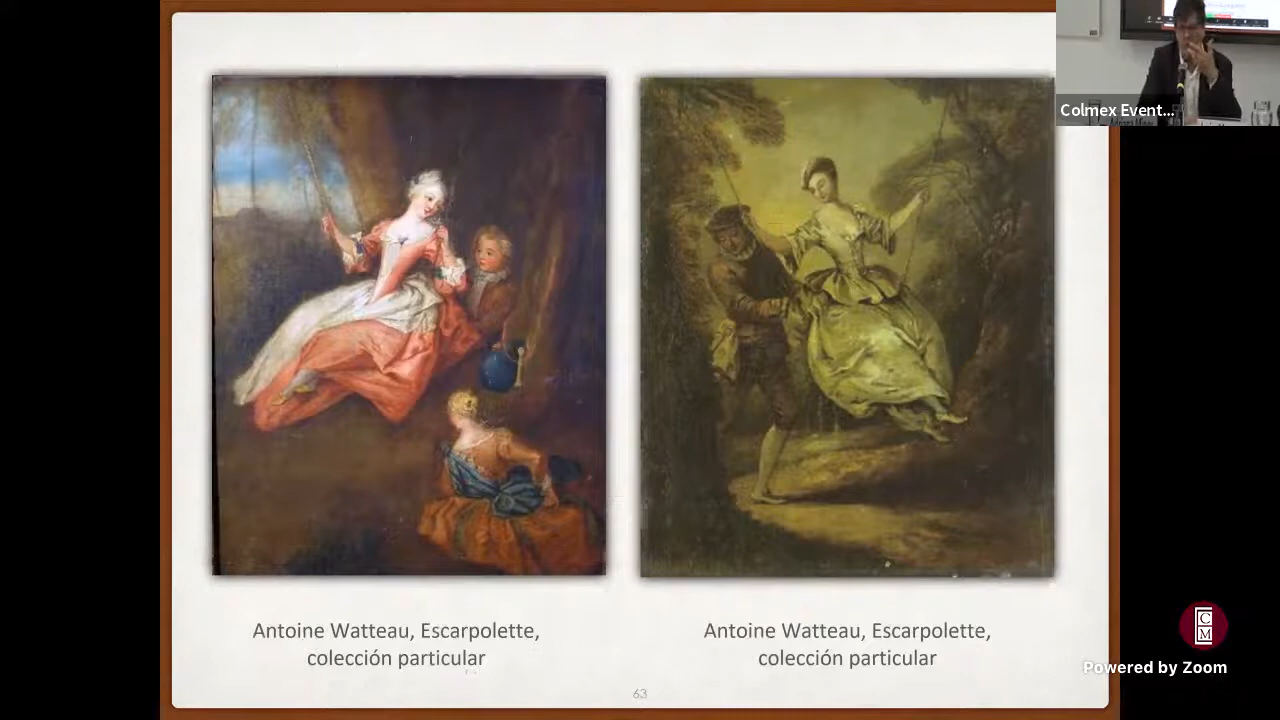 Colmex Event...
Antoine Watteau, Escarpolette,
colección particular
Antoine Watteau, Escarpolette,
colección particular
63
C
M
Powered by Zoom